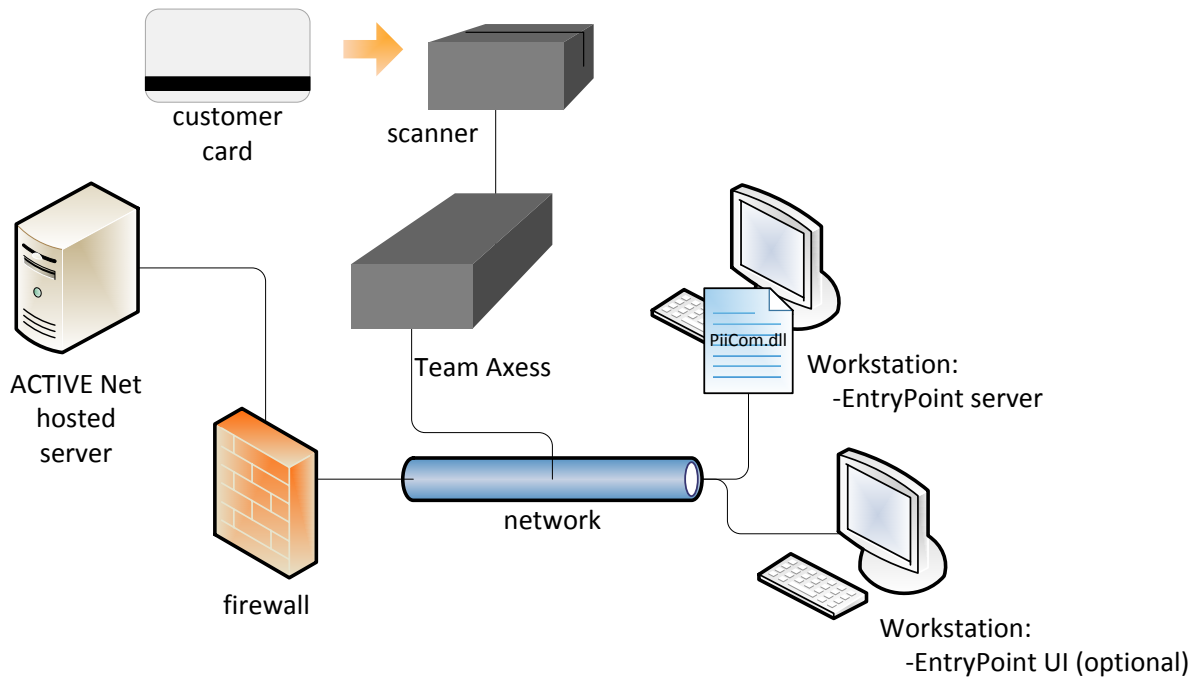 customer
card
scanner
ACTIVE Net
hosted
server
Team Axess
PiiCom.dll
Workstation:
-EntryPoint server
network
firewall
Workstation:
-EntryPoint UI (optional)